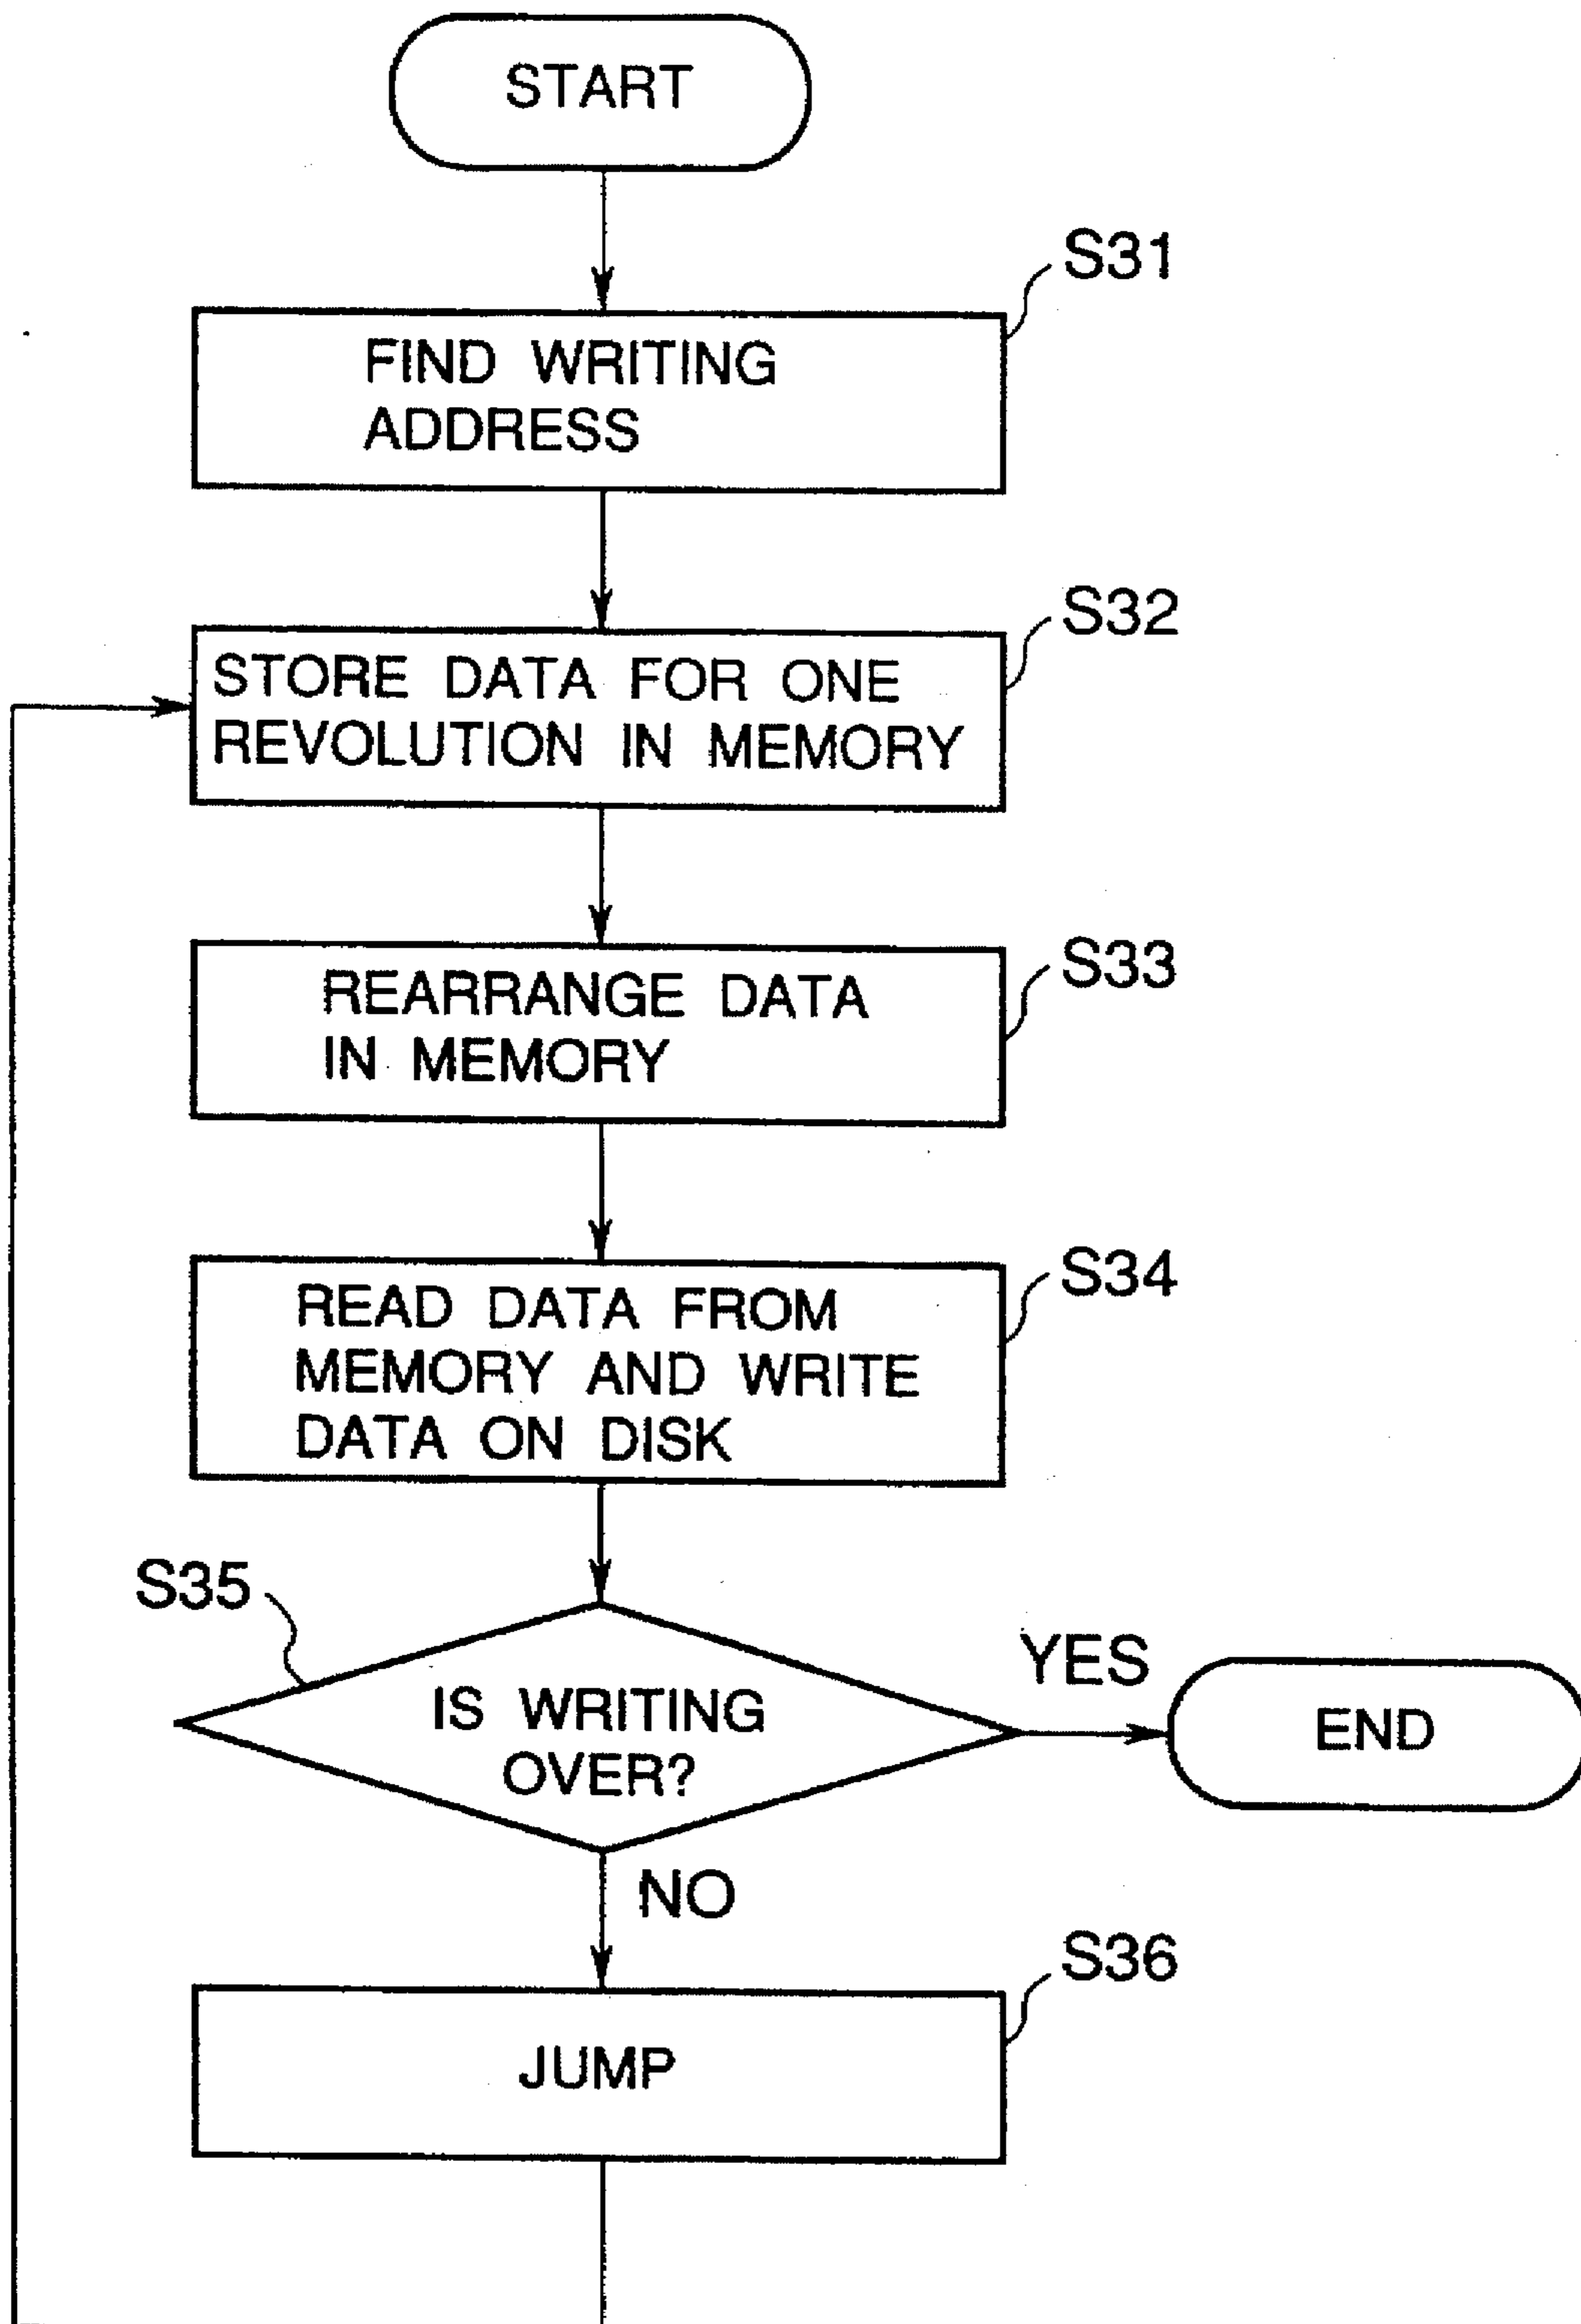 START
S31
FIND WRITING
ADDRESS
S32
STORE DATA FOR ONE
REVOLUTION IN MEMORY
S33
REARRANGE DATA
IN MEMORY
S34
READ DATA FROM
MEMORY AND WRITE
DATA ON DISK
S35
IS WRITING
OVER?
YES
END
NO
S36
JUMP